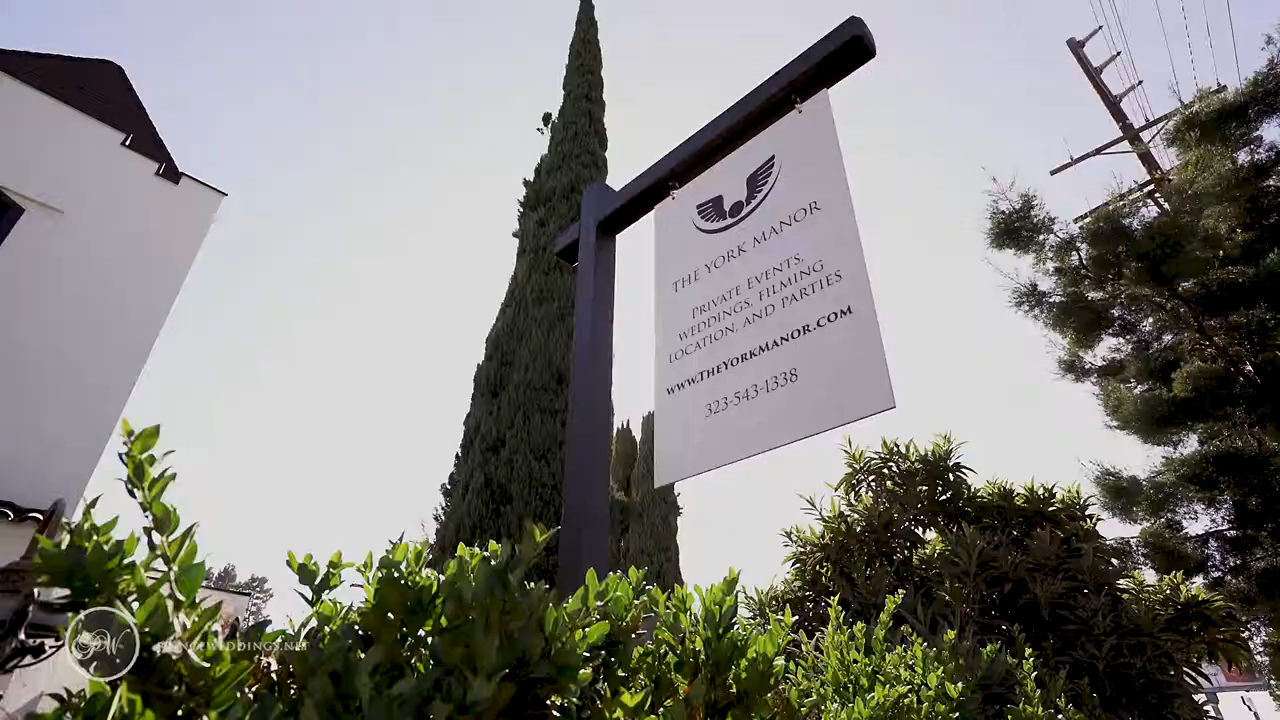 THE YORK MANOR
PRIVATE EVENTS,
WEDDINGS, FILMING
LOCATION, AND PARTIES
WWW.THEYORKMANOR.COM
323-543-1338